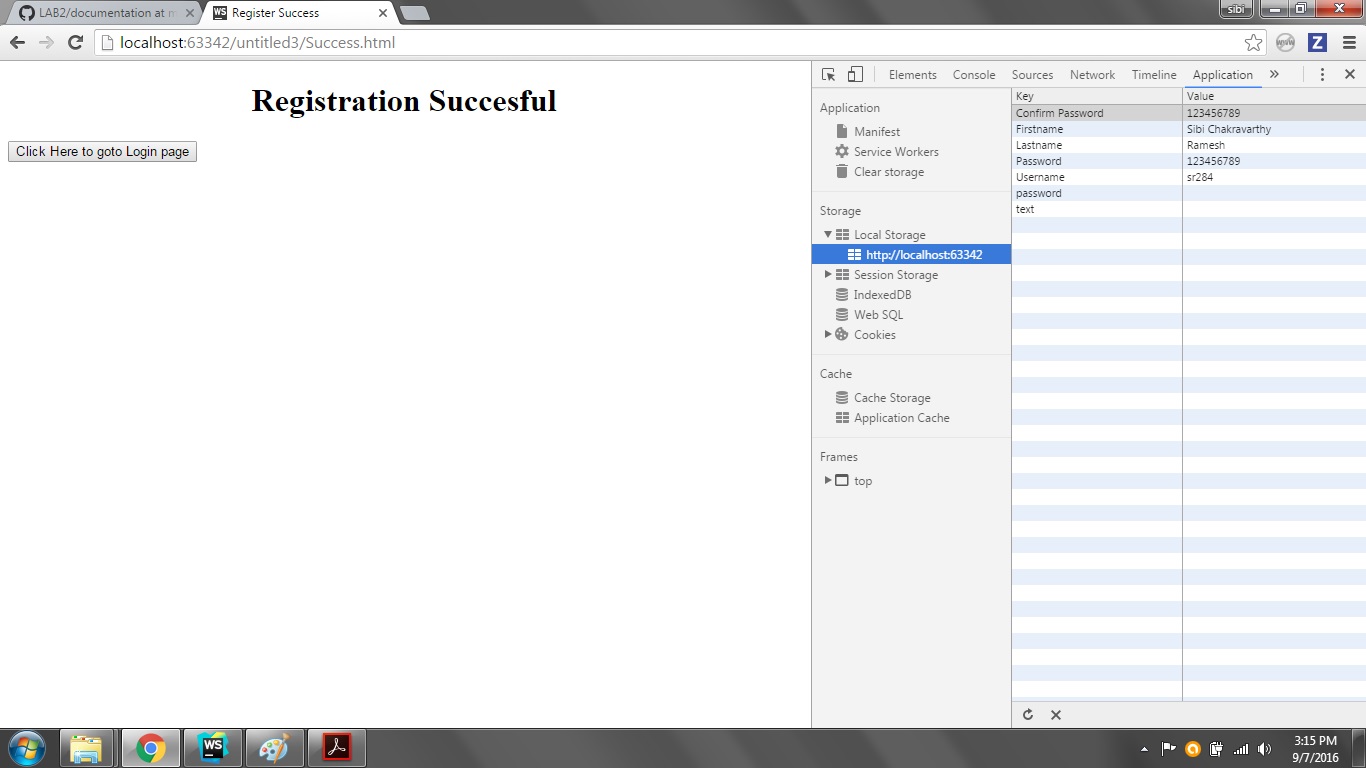 LAB2/documentation at m
Register Success
sibi
localhost:63342/untitled3/Success.html
Registration Succesful
Click Here to goto Login page
Elements Console Sources Network Timeline Application »
Application
Manifest
Service Workers
Clear storage
Storage
Local Storage
http://localhost:63342
Session Storage
IndexedDB
Web SQL
Cookies
Cache
Cache Storage
Application Cache
Frames
top
Key Value
Confirm Password 123456789
Firstname Sibi Chakravarthy
Lastname Ramesh
Password 123456789
Username sr284
password
text
3:15 PM
9/7/2016